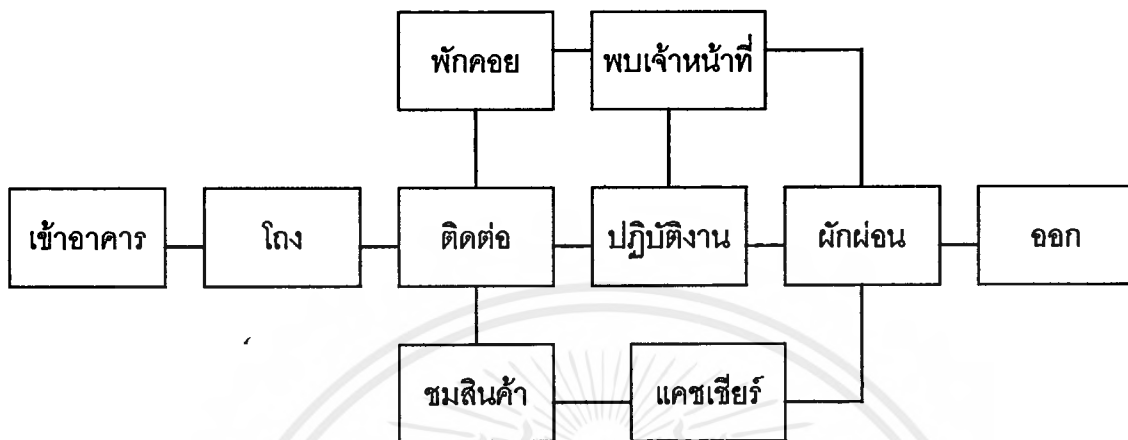 พักคอย
พบเจ้าหน้าที่
เข้าอาคาร
โถง
ติดต่อ
ปฏิบัติงาน
ผักผ่อน
ออก
ชมสินค้า
แคชเชียร์